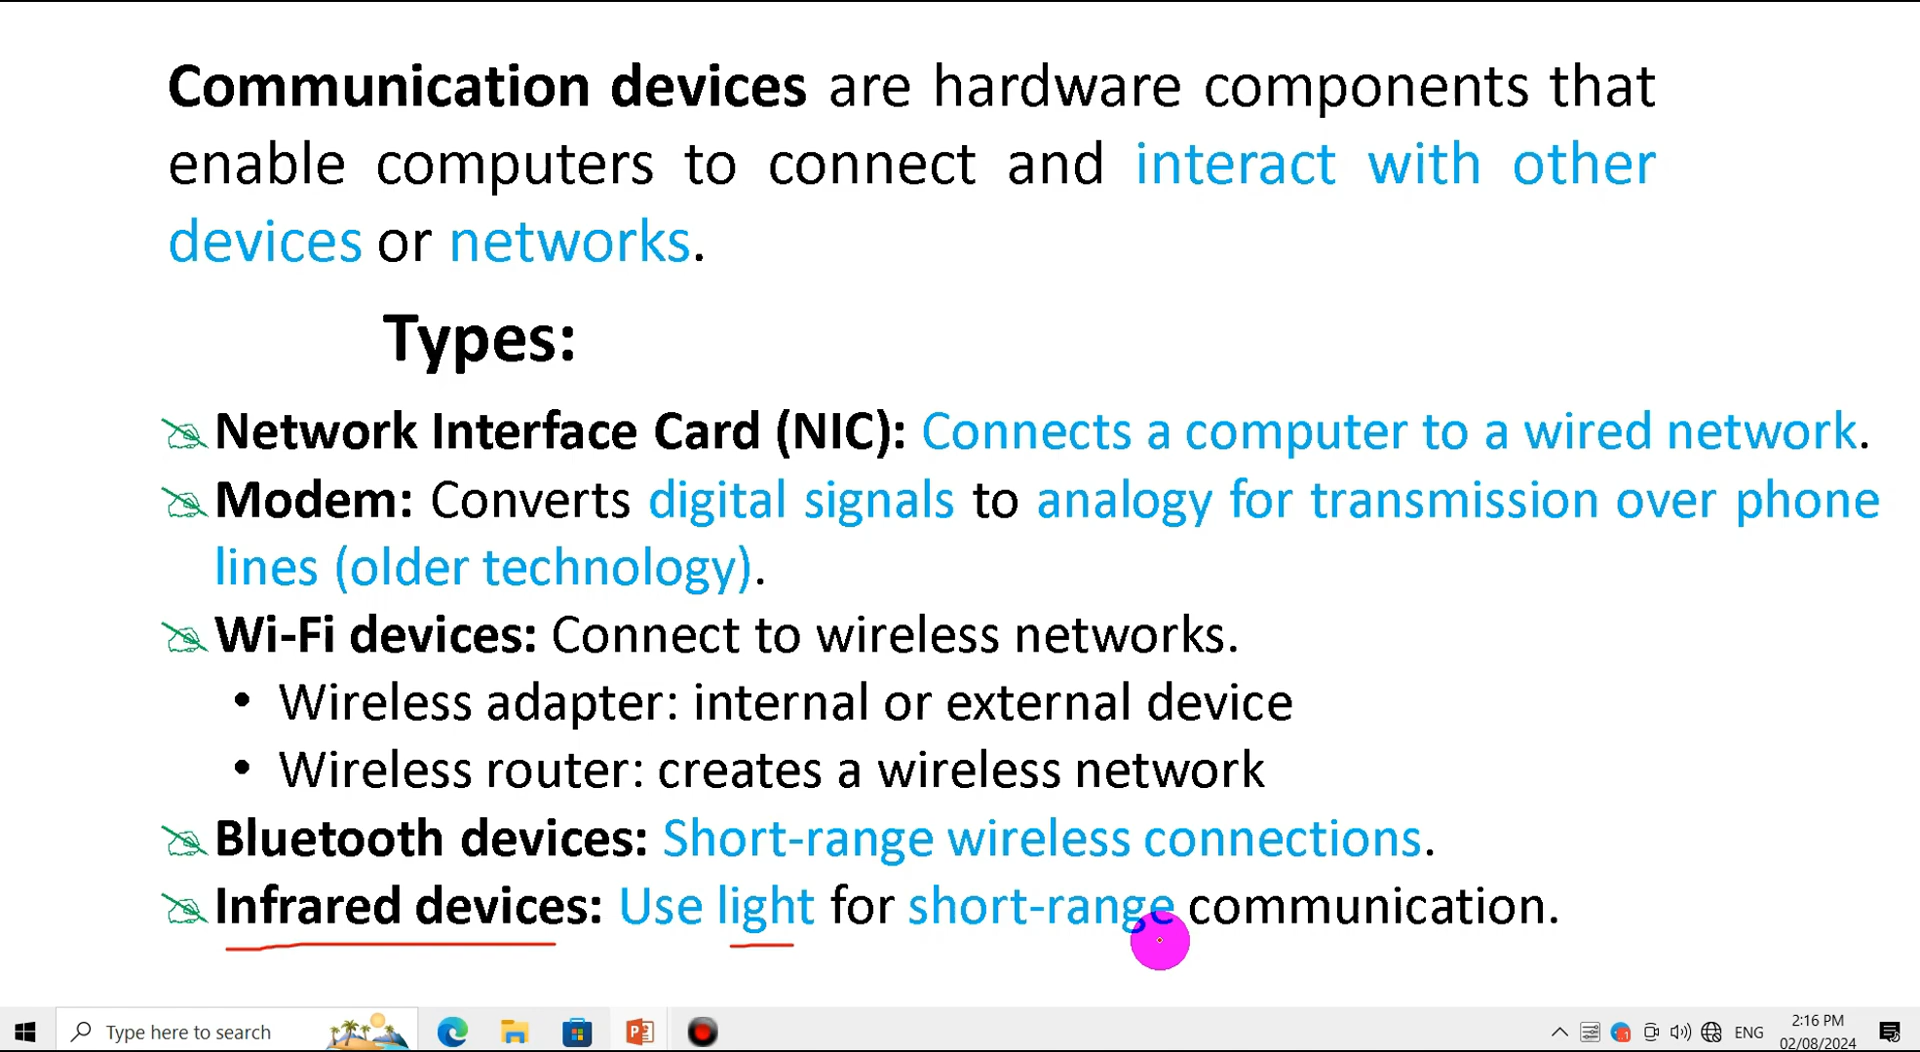 Communication devices are hardware components that
enable computers to connect and interact with other
devices or networks.
Types:
Network Interface Card (NIC): Connects a computer to a wired network.
Modem: Converts digital signals to analogy for transmission over phone
lines (older technology).
Wi-Fi devices: Connect to wireless networks.
• Wireless adapter: internal or external device
• Wireless router: creates a wireless network
Bluetooth devices: Short-range wireless connections.
Infrared devices: Use light for short-range communication.
Type here to search
ENG
2:16 PM
02/08/2024